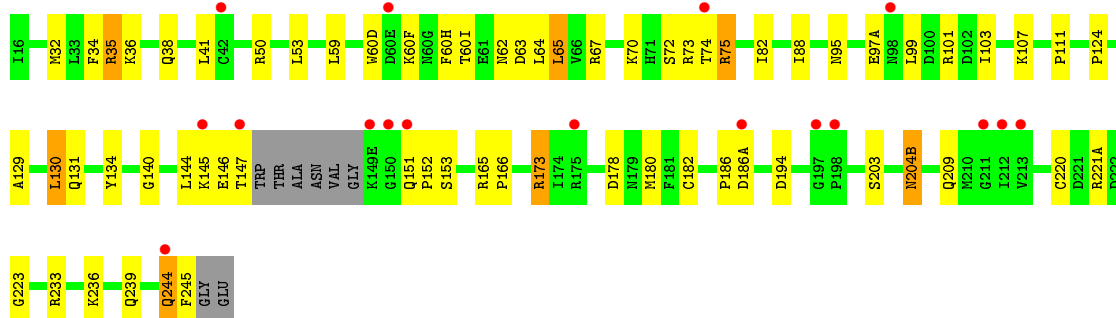 I16 M32 L33 F34 R35 K36 Q38 L41 C42 R50 L53 L59 W60D D60E K60F N60G F60H T60I E61 N62 D63 L64 L65 V66 R67 K70 H71 S72 R73 T74 R75 I82 I88 N95 E97A N98 L99 D100 R101 D102 I103 K107 P111 P124
A129 L130 Q131 Y134 G140 L144 K145 E146 T147 TRP THR ALA ASN VAL GLY K149E G150 Q151 P152 S153 R165 P166 R173 I174 R175 D178 N179 M180 F181 C182 P186 D186A D194 G197 P198 S203 N204B Q209 M210 G211 I212 V213 C220 D221 R221A
G223 R233 K236 Q239 Q244 F245 GLY GLU